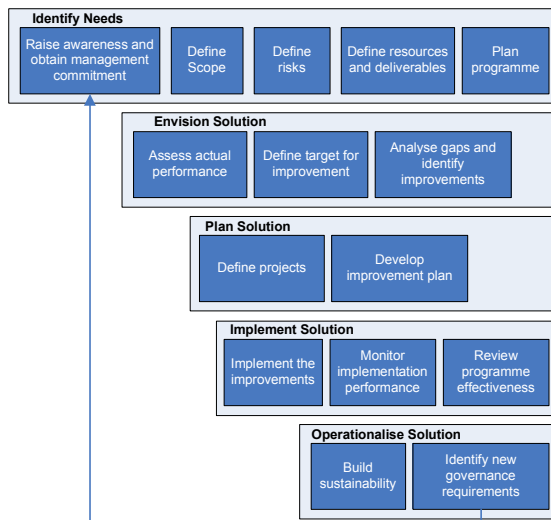 Identify Needs
Raise awareness and
obtain management
commitment
Define
Scope
Define
risks
Define resources
and deliverables
Plan
programme
Envision Solution
Assess actual
performance
Define target for
improvement
Analyse gaps and
identify
improvements
Plan Solution
Define projects
Develop
improvement plan
Implement Solution
Implement the
improvements
Monitor
implementation
performance
Review
programme
effectiveness
Operationalise Solution
Build
sustainability
Identify new
governance
requirements